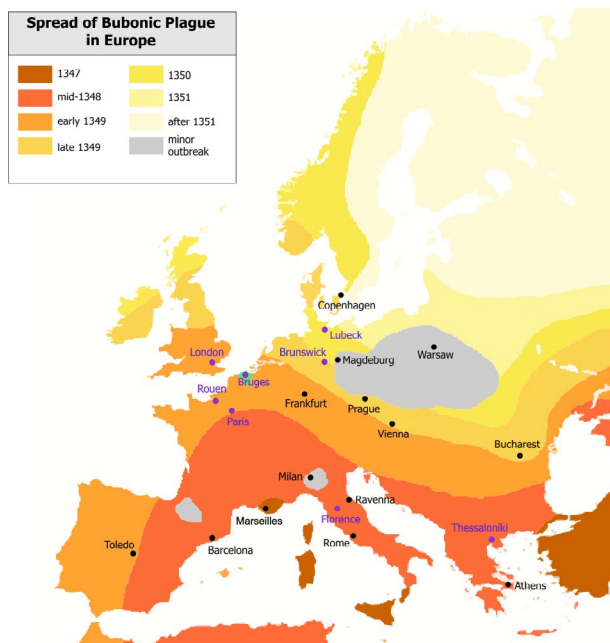 Spread of Bubonic Plague
in Europe
1347
mid-1348
early 1349
late 1349
1350
1351
after 1351
minor
outbreak
Copenhagen
Lubeck
London
Brunswick
Magdeburg
Warsaw
Bruges
Rouen
Frankfurt
Prague
Paris
Vienna
Bucharest
Milan
Ravenna
Marseilles
Florence
Thessaloniki
Toledo
Barcelona
Rome
Athens